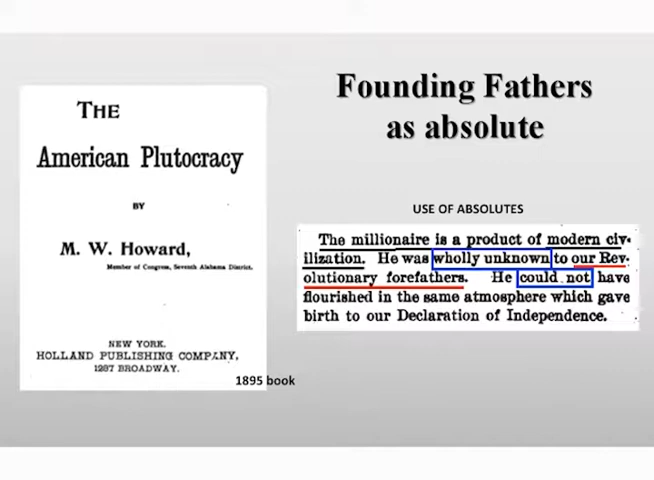 THE
American Plutocracy
BY
M. W. Howard,
Member of Congress, Seventh Alabama District.
NEW YORK.
HOLLAND PUBLISHING COMPANY,
1287 BROADWAY.
1895 book
Founding Fathers
as absolute
USE OF ABSOLUTES
The millionaire is a product of modern civ-
ilization. He was wholly unknown to our Rev-
olutionary forefathers. He could not have
flourished in the same atmosphere which gave
birth to our Declaration of Independence.